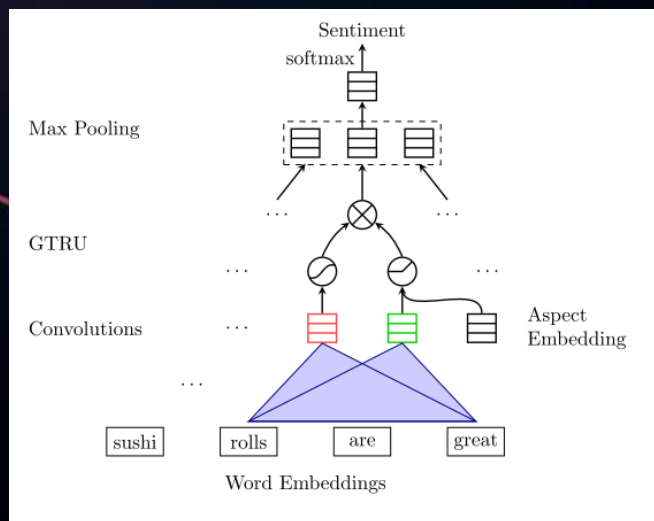 Sentiment
softmax
Max Pooling
. . .
. . .
GTRU
. . .
. . .
Convolutions
. . .
Aspect
Embedding
. . .
sushi
rolls
are
great
Word Embeddings